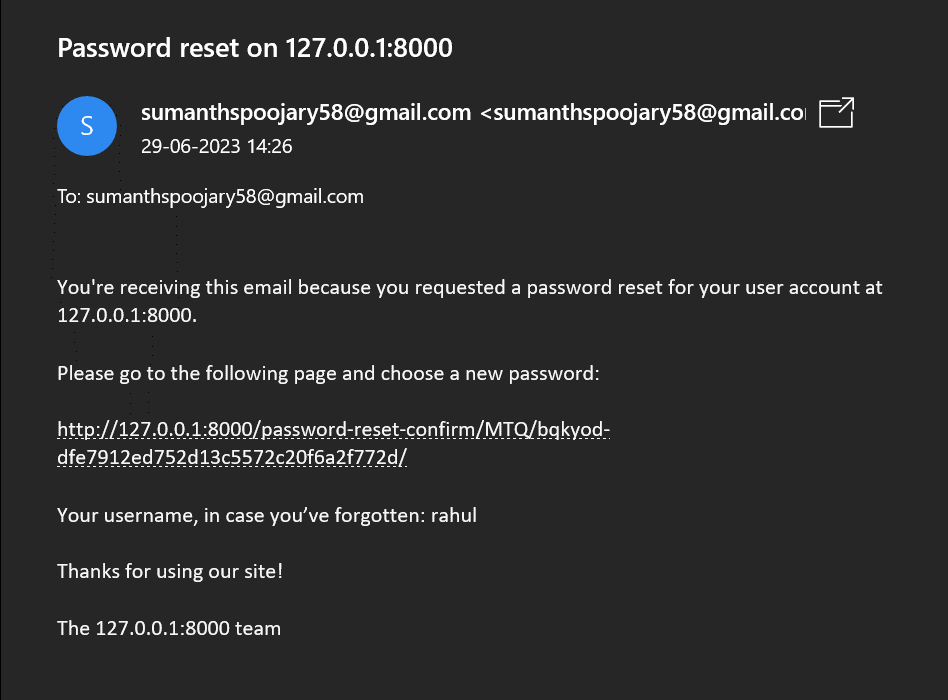 Password reset on 127.0.0.1:8000
S
sumanthspoojary58@gmail.com <sumanthspoojary58@gmail.co
29-06-2023 14:26
To: sumanthspoojary58@gmail.com
You're receiving this email because you requested a password reset for your user account at
127.0.0.1:8000.
Please go to the following page and choose a new password:
http://127.0.0.1:8000/password-reset-confirm/MTQ/bqkyod-
dfe7912ed752d13c5572c20f6a2f772d/
Your username, in case you’ve forgotten: rahul
Thanks for using our site!
The 127.0.0.1:8000 team